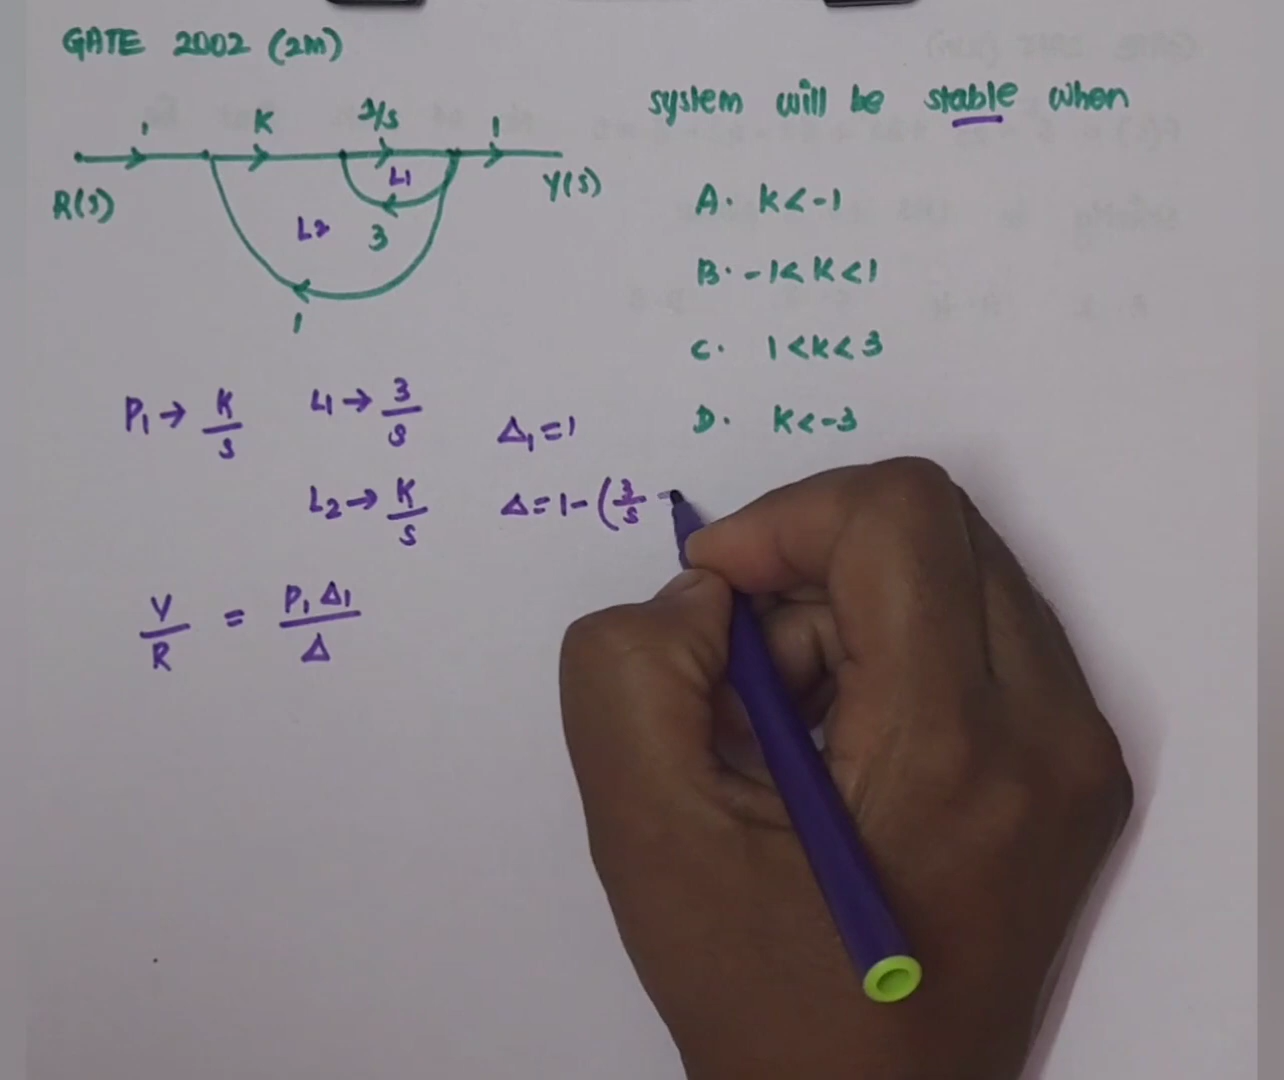 GATE 2002 (2M)
system will be stable when
1 K 1/s 1
R(s) L1 Y(s)
L2 3
1
A. K<-1
B. -1<K<1
C. 1<K<3
D. K<-3
P₁→ K/s L₁→ 3/s Δ₁=1
L₂→ K/s Δ=1-(3/s
Y/R = P₁Δ₁/Δ